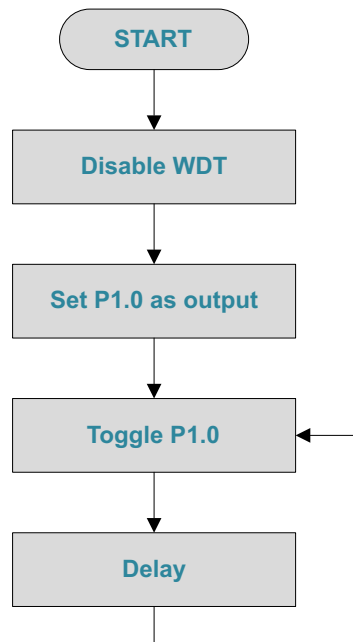 START
Disable WDT
Set P1.0 as output
Toggle P1.0
Delay